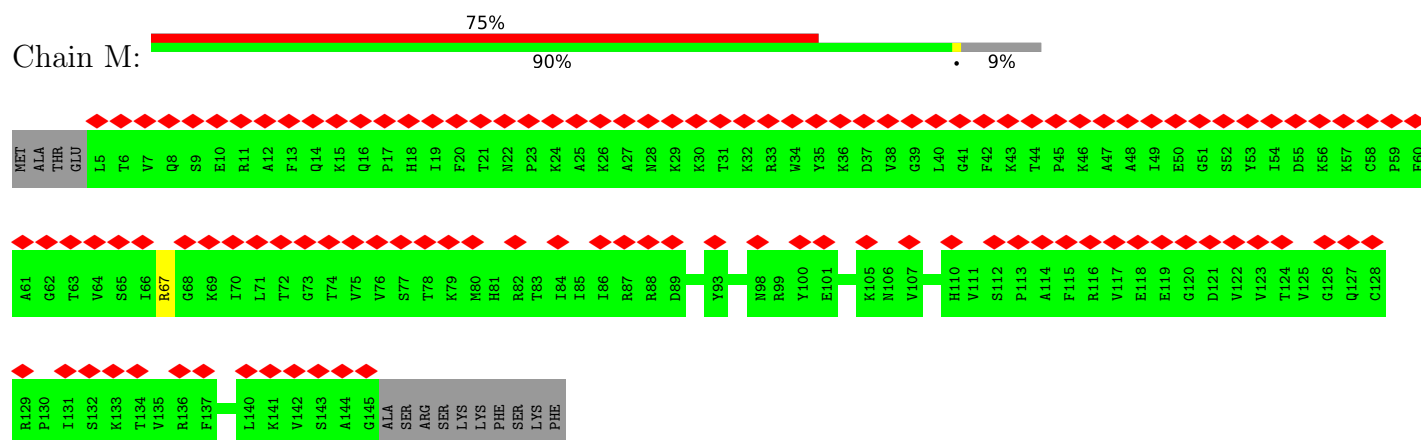 75%
Chain M:
90% • 9%
MET ALA THR GLU L5 T6 V7 Q8 S9 E10 R11 A12 F13 Q14 K15 Q16 P17 H18 I19 F20 T21 N22 P23 K24 A25 K26 A27 N28 K29 K30 T31 K32 R33 W34 Y35 K36 D37 V38 G39 L40 G41 F42 K43 T44 P45 K46 A47 A48 I49 E50 G51 S52 Y53 I54 D55 K56 K57 C58 P59 F60
A61 G62 T63 V64 S65 I66 R67 G68 K69 I70 L71 T72 G73 T74 V75 V76 S77 T78 K79 M80 H81 R82 T83 I84 I85 I86 R87 R88 D89 Y93 N98 R99 Y100 E101 K105 N106 V107 H110 V111 S112 P113 A114 F115 R116 V117 E118 E119 G120 D121 V122 V123 T124 V125 G126 Q127 C128
R129 P130 I131 S132 K133 T134 V135 R136 F137 L140 K141 V142 S143 A144 G145 ALA SER ARG SER LYS LYS PHE SER LYS PHE